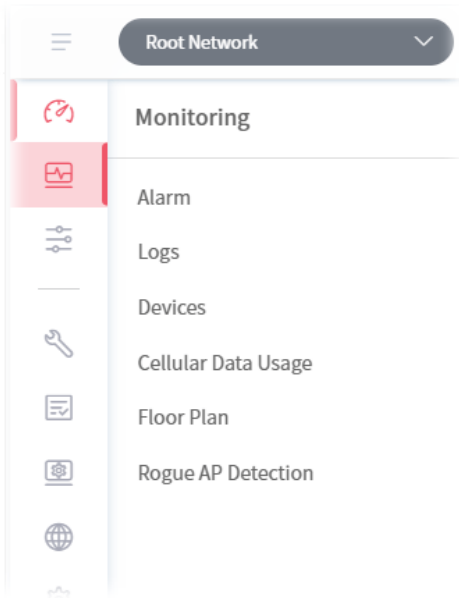 Root Network
Monitoring
Alarm
Logs
Devices
Cellular Data Usage
Floor Plan
Rogue AP Detection